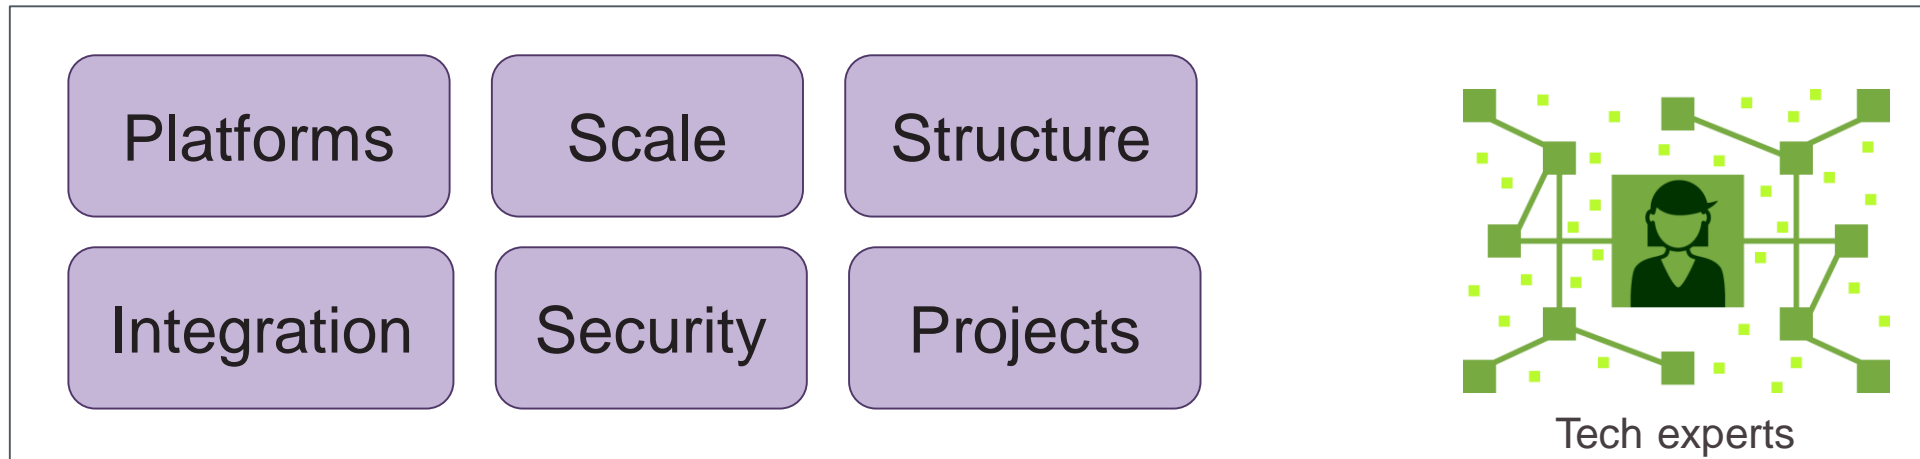 Platforms
Scale
Structure
Integration
Security
Projects
Tech experts